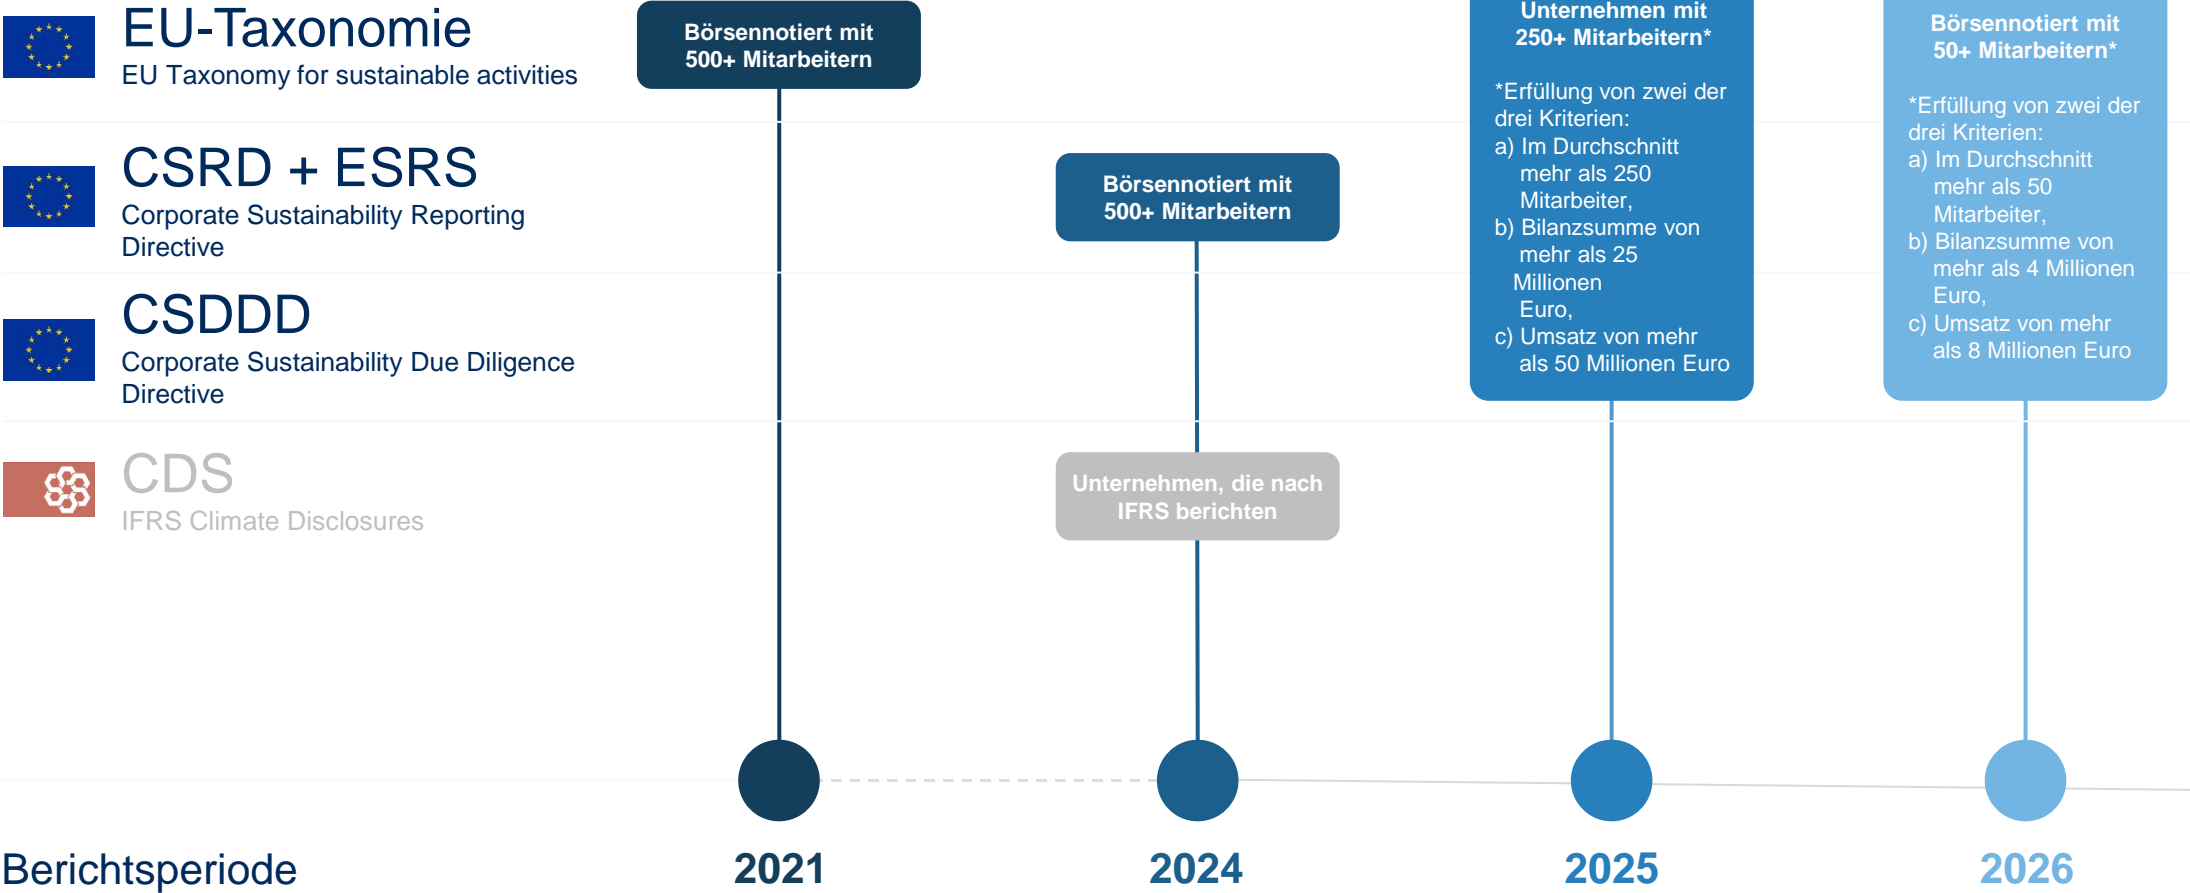 EU-Taxonomie
EU Taxonomy for sustainable activities
CSRD + ESRS
Corporate Sustainability Reporting
Directive
CSDDD
Corporate Sustainability Due Diligence
Directive
CDS
IFRS Climate Disclosures
Börsennotiert mit
500+ Mitarbeitern
Börsennotiert mit
500+ Mitarbeitern
Unternehmen, die nach
IFRS berichten
Unternehmen mit
250+ Mitarbeitern*
*Erfüllung von zwei der
drei Kriterien:
a) Im Durchschnitt
mehr als 250
Mitarbeiter,
b) Bilanzsumme von
mehr als 25
Millionen
Euro,
c) Umsatz von mehr
als 50 Millionen Euro
Börsennotiert mit
50+ Mitarbeitern*
*Erfüllung von zwei der
drei Kriterien:
a) Im Durchschnitt
mehr als 50
Mitarbeiter,
b) Bilanzsumme von
mehr als 4 Millionen
Euro,
c) Umsatz von mehr
als 8 Millionen Euro
Berichtsperiode
2021
2024
2025
2026